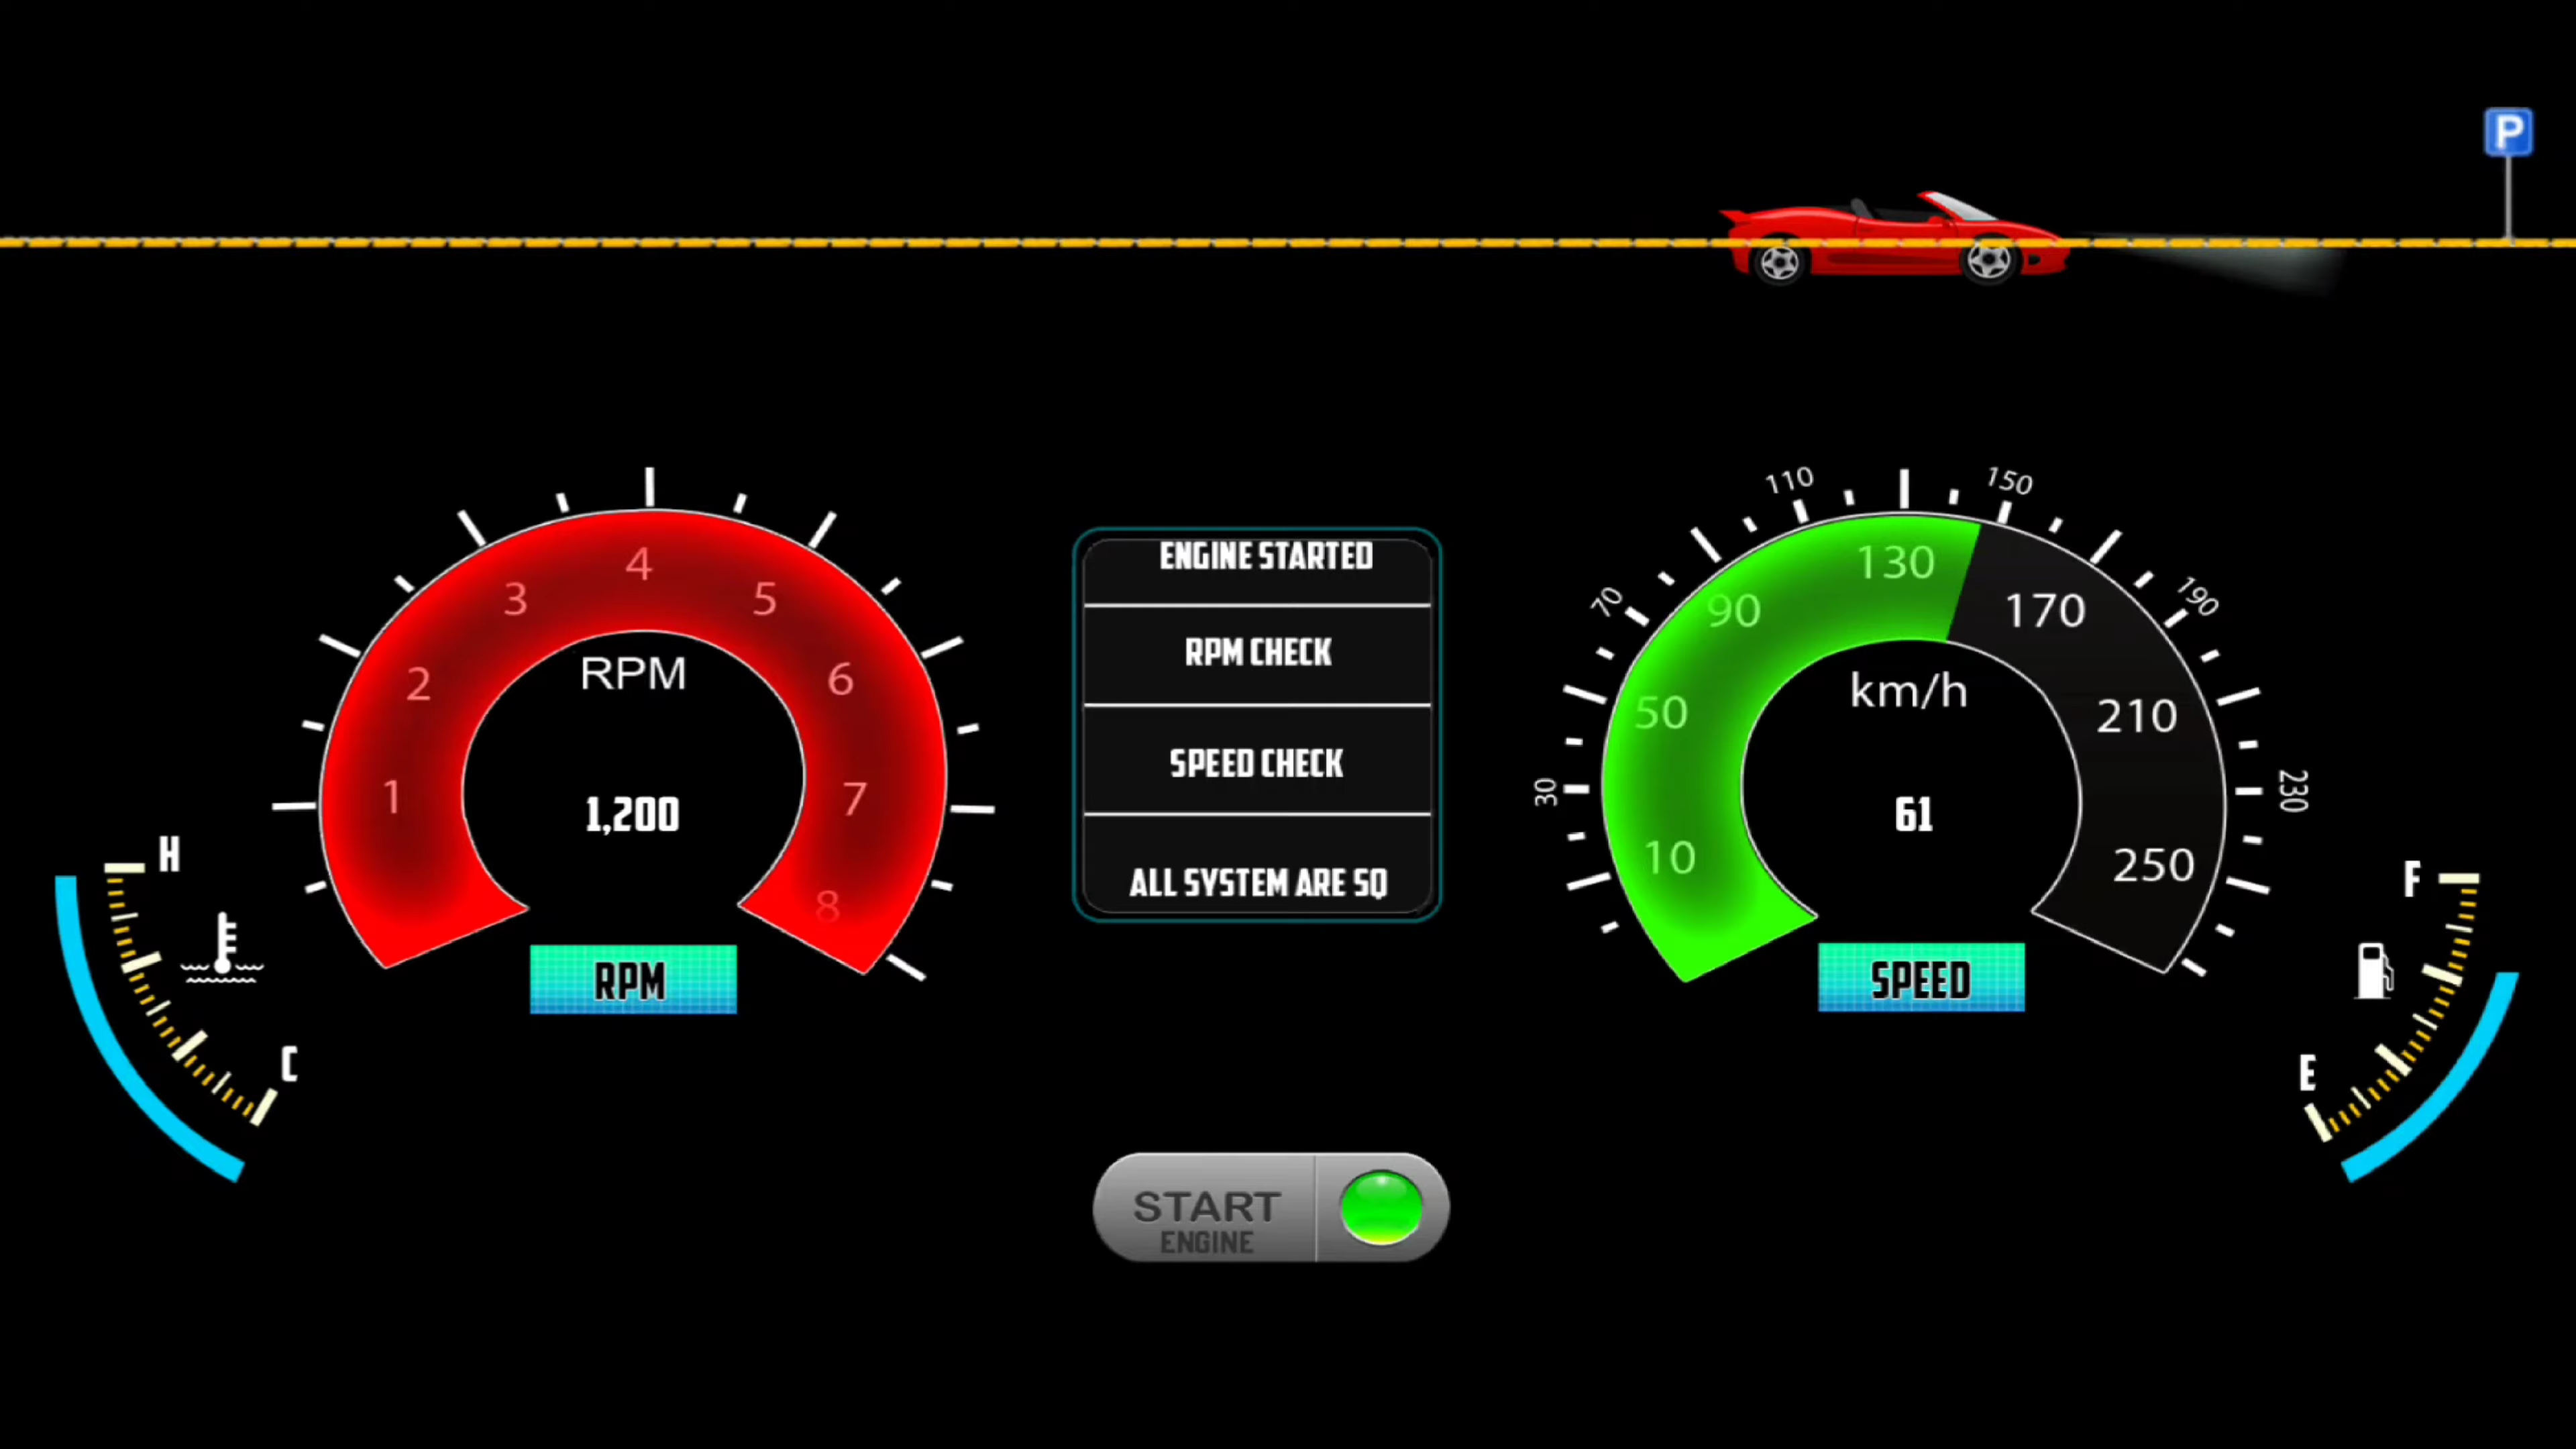 P
ENGINE STARTED
RPM CHECK
SPEED CHECK
ALL SYSTEM ARE SQ
1
2
3
4
5
6
7
8
RPM
1,200
RPM
10
30
50
70
90
110
130
150
170
190
210
230
250
km/h
61
SPEED
H
C
F
E
START
ENGINE